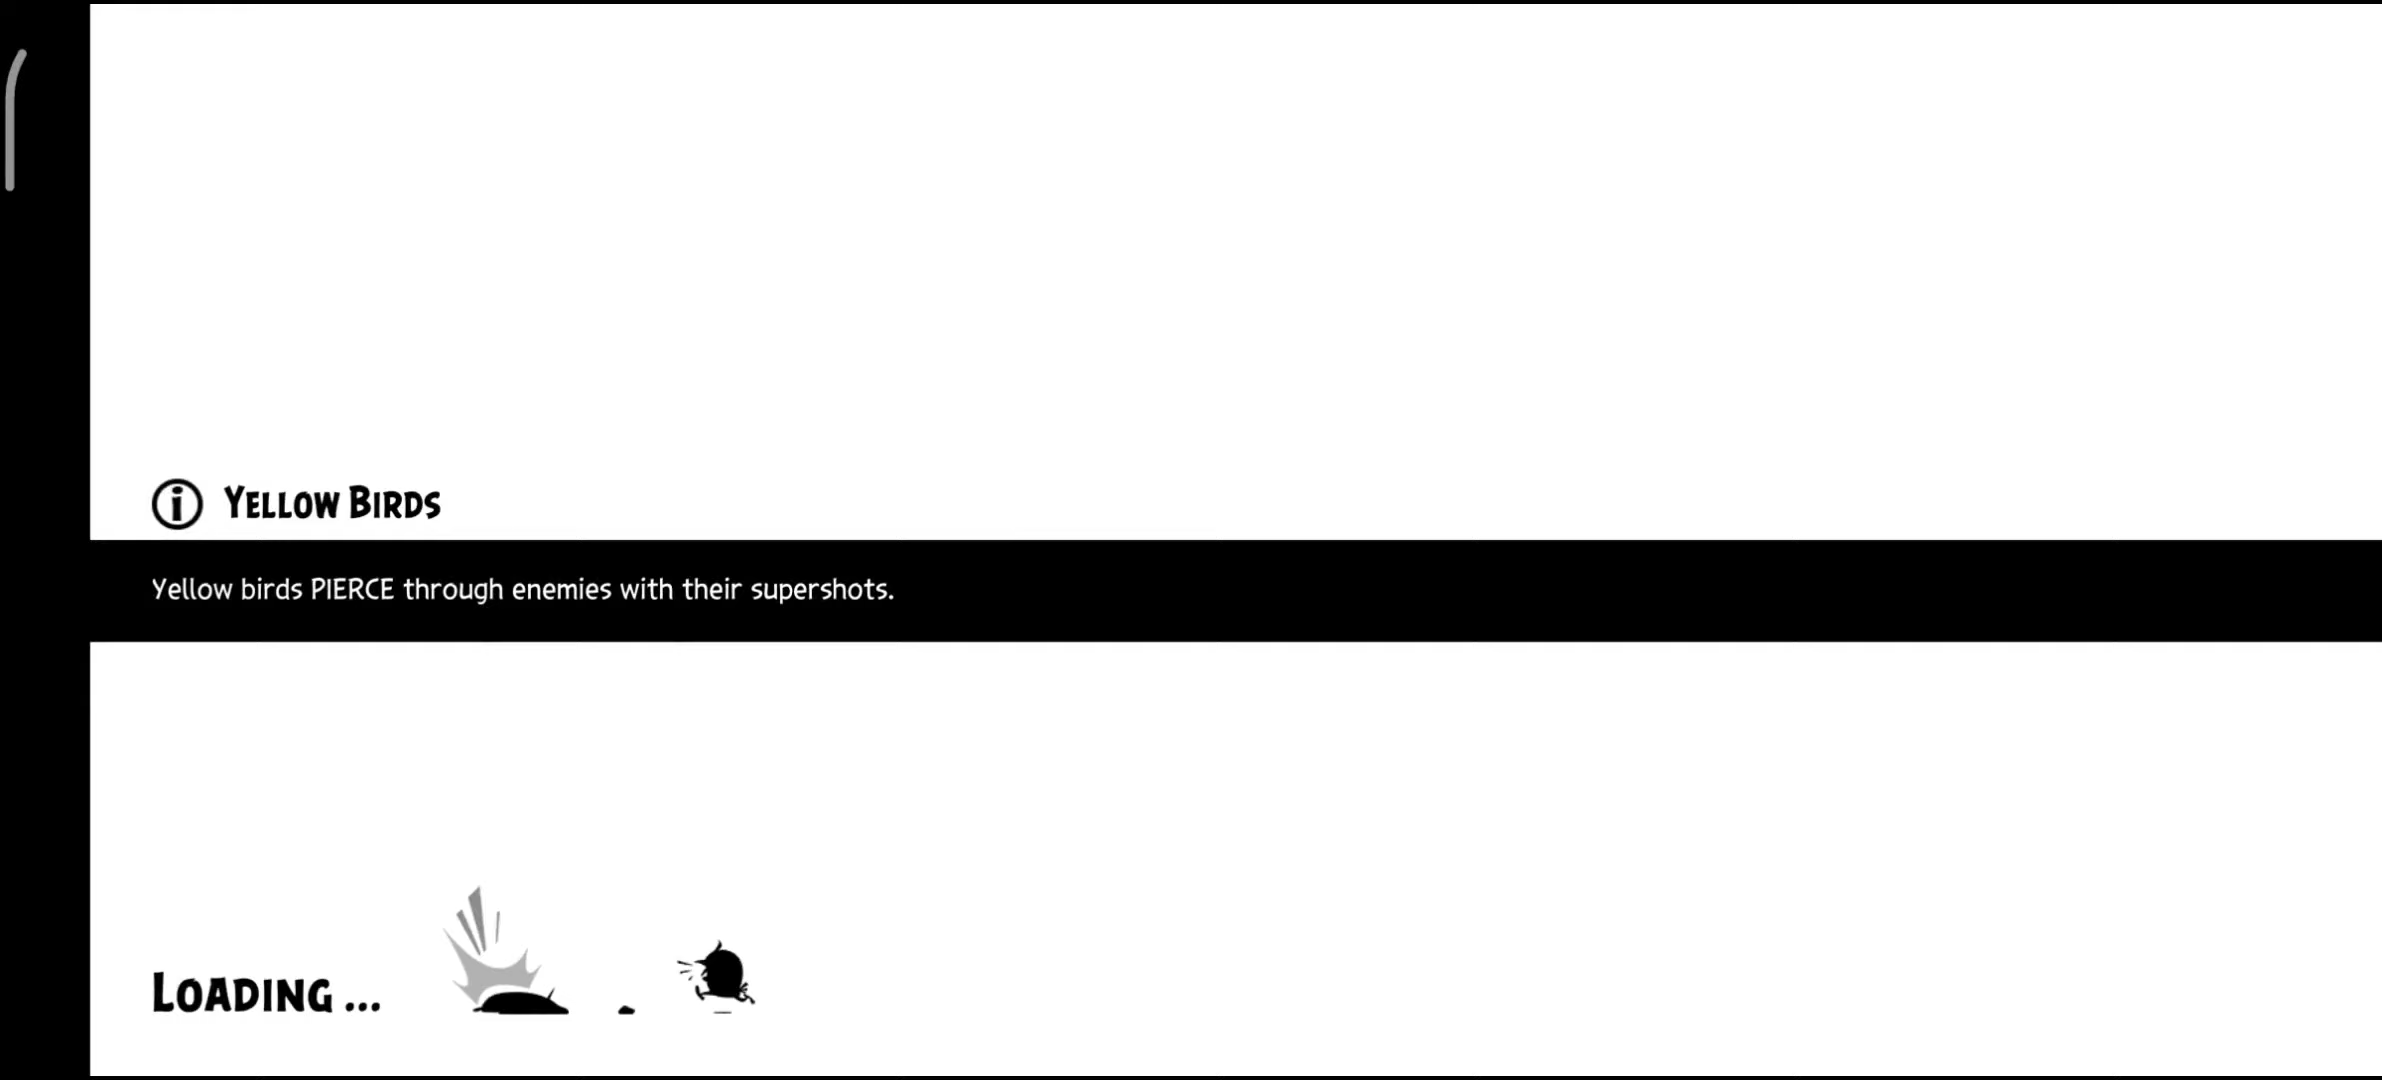 Yellow Birds
Yellow birds PIERCE through enemies with their supershots.
Loading ...